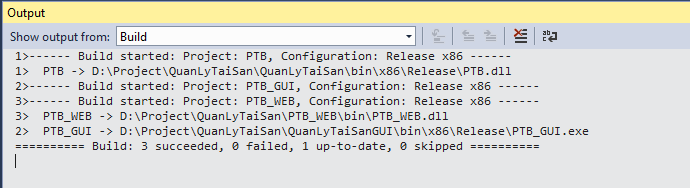 Output
Show output from: Build
1>------ Build started: Project: PTB, Configuration: Release x86 ------
1>  PTB -> D:\Project\QuanLyTaiSan\QuanLyTaiSan\bin\x86\Release\PTB.dll
2>------ Build started: Project: PTB_GUI, Configuration: Release x86 ------
3>------ Build started: Project: PTB_WEB, Configuration: Release x86 ------
3>  PTB_WEB -> D:\Project\QuanLyTaiSan\PTB_WEB\bin\PTB_WEB.dll
2>  PTB_GUI -> D:\Project\QuanLyTaiSan\QuanLyTaiSanGUI\bin\x86\Release\PTB_GUI.exe
========== Build: 3 succeeded, 0 failed, 1 up-to-date, 0 skipped ==========